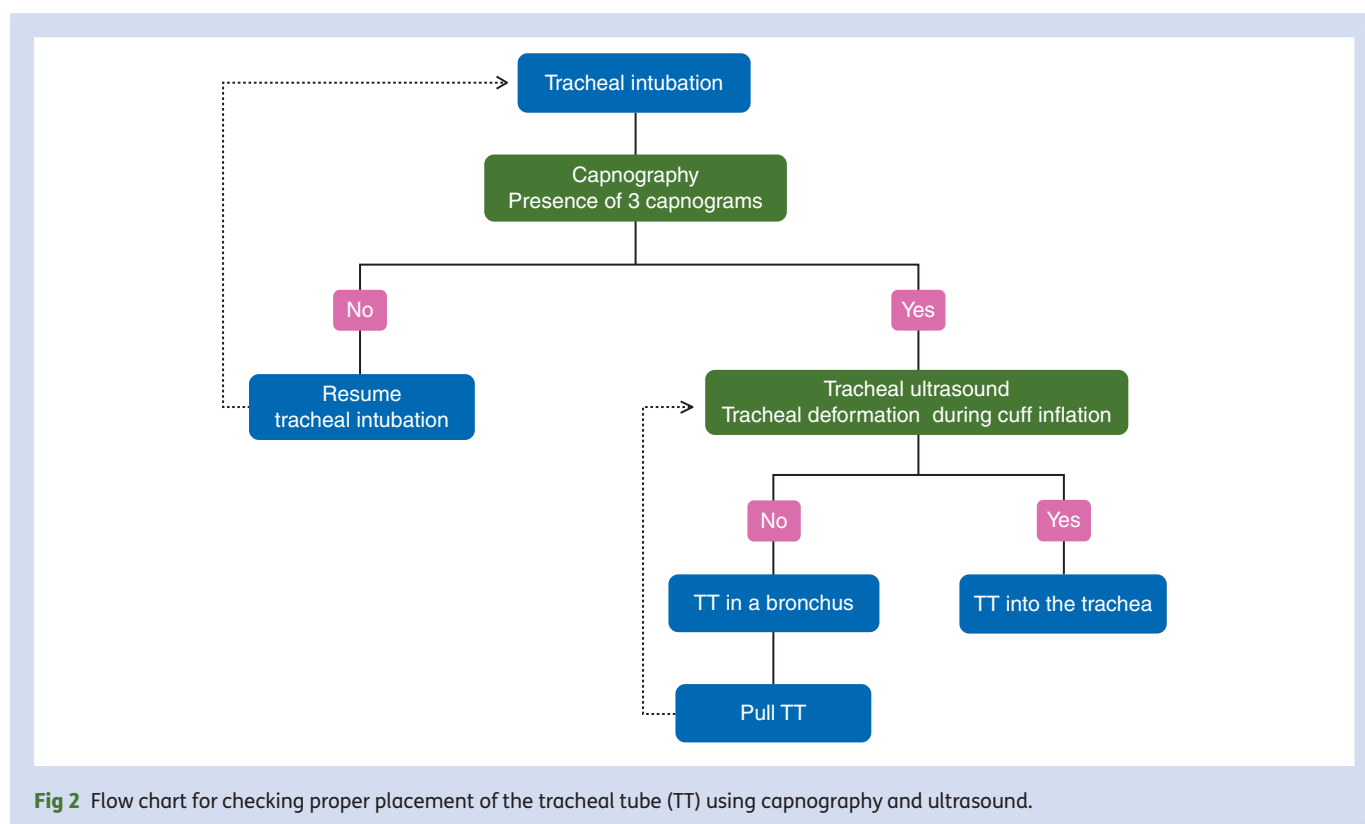 Tracheal intubation
Capnography
Presence of 3 capnograms
No
Yes
Resume
tracheal intubation
Tracheal ultrasound
Tracheal deformation during cuff inflation
No
Yes
TT in a bronchus
TT into the trachea
Pull TT
Fig 2 Flow chart for checking proper placement of the tracheal tube (TT) using capnography and ultrasound.